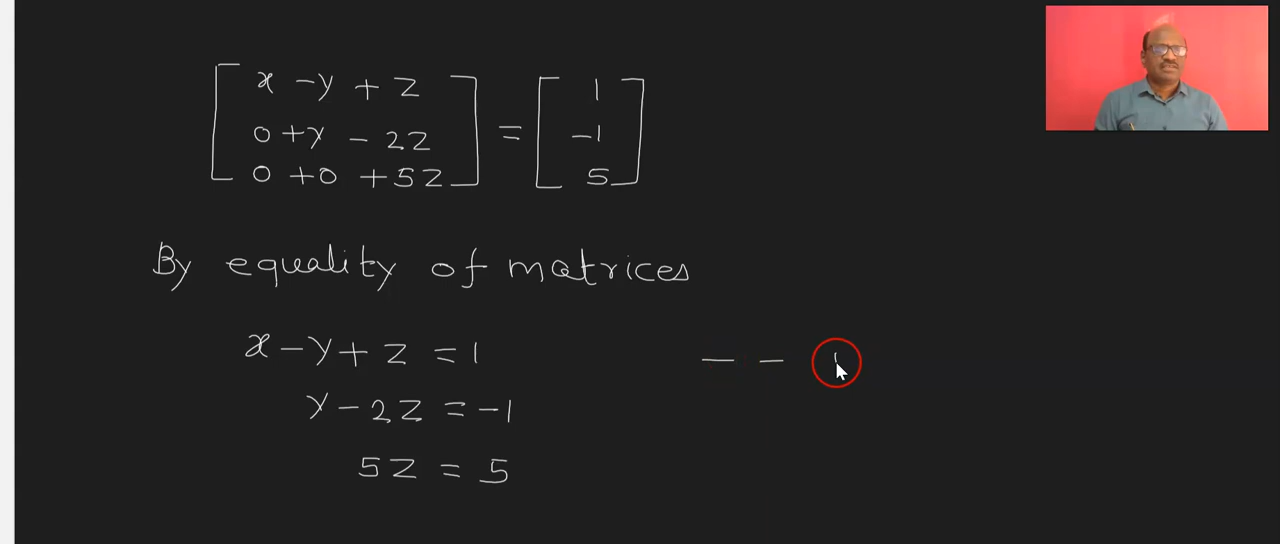 x - y + z
0 + y - 2z
0 + 0 + 5z
=
1
-1
5
By equality of matrices
x - y + z = 1 — — 1
y - 2z = -1
5z = 5